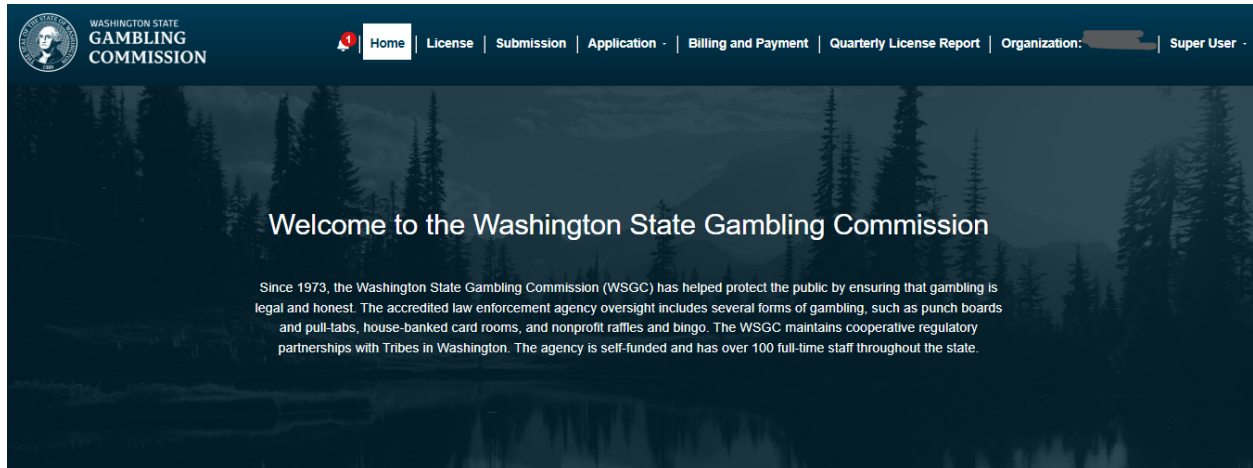 WASHINGTON STATE
GAMBLING
COMMISSION
1
Home | License | Submission | Application - | Billing and Payment | Quarterly License Report | Organization: | Super User -
Welcome to the Washington State Gambling Commission
Since 1973, the Washington State Gambling Commission (WSGC) has helped protect the public by ensuring that gambling is
legal and honest. The accredited law enforcement agency oversight includes several forms of gambling, such as punch boards
and pull-tabs, house-banked card rooms, and nonprofit raffles and bingo. The WSGC maintains cooperative regulatory
partnerships with Tribes in Washington. The agency is self-funded and has over 100 full-time staff throughout the state.